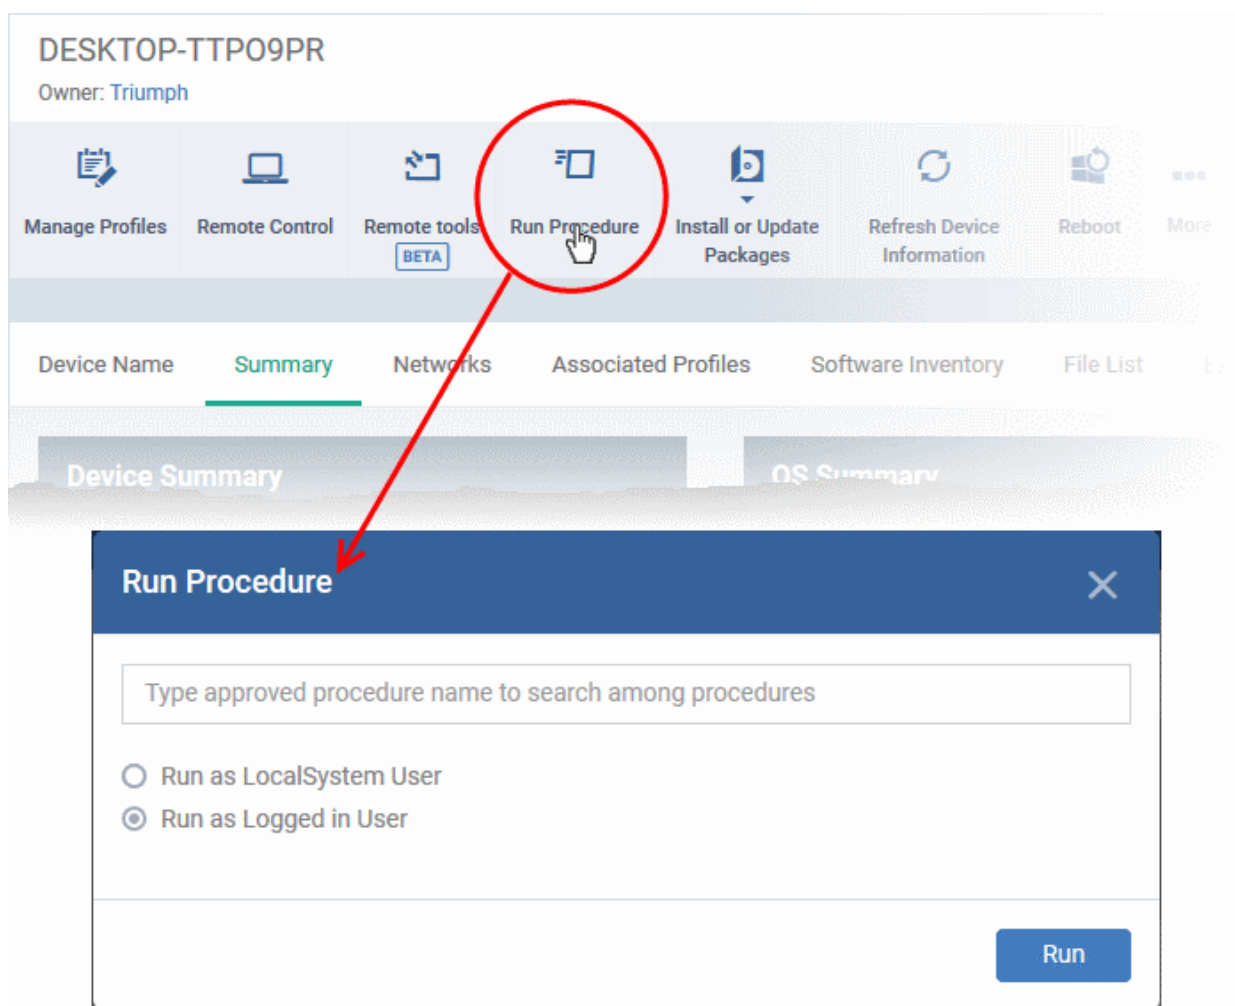 DESKTOP-TTPO9PR
Owner: Triumph
Manage Profiles
Remote Control
Remote tools
BETA
Run Procedure
Install or Update
Packages
Refresh Device
Information
Reboot
More
Device Name
Summary
Networks
Associated Profiles
Software Inventory
File List
Device Summary
OS Summary
Run Procedure
Type approved procedure name to search among procedures
Run as LocalSystem User
Run as Logged in User
Run